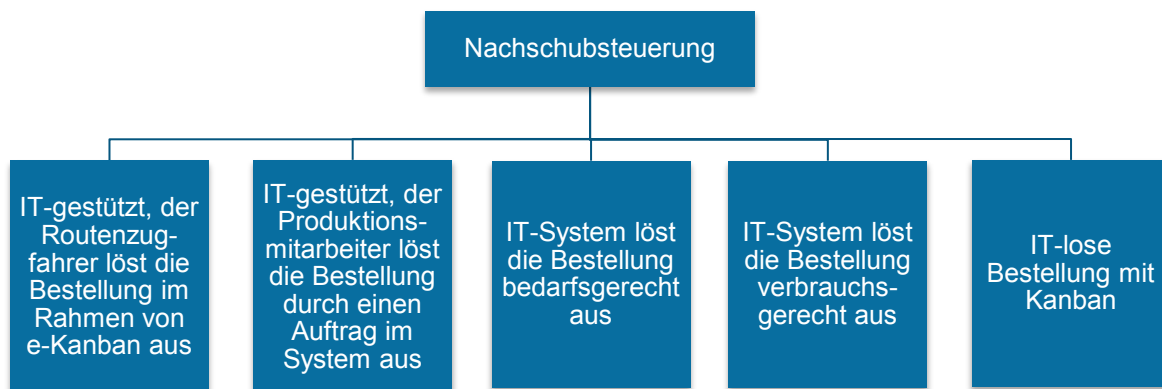 Nachschubsteuerung
IT-gestützt, der
Routenzug-
fahrer löst die
Bestellung im
Rahmen von
e-Kanban aus
IT-gestützt, der
Produktions-
mitarbeiter löst
die Bestellung
durch einen
Auftrag im
System aus
IT-System löst
die Bestellung
bedarfsgerecht
aus
IT-System löst
die Bestellung
verbrauchs-
gerecht aus
IT-lose
Bestellung mit
Kanban